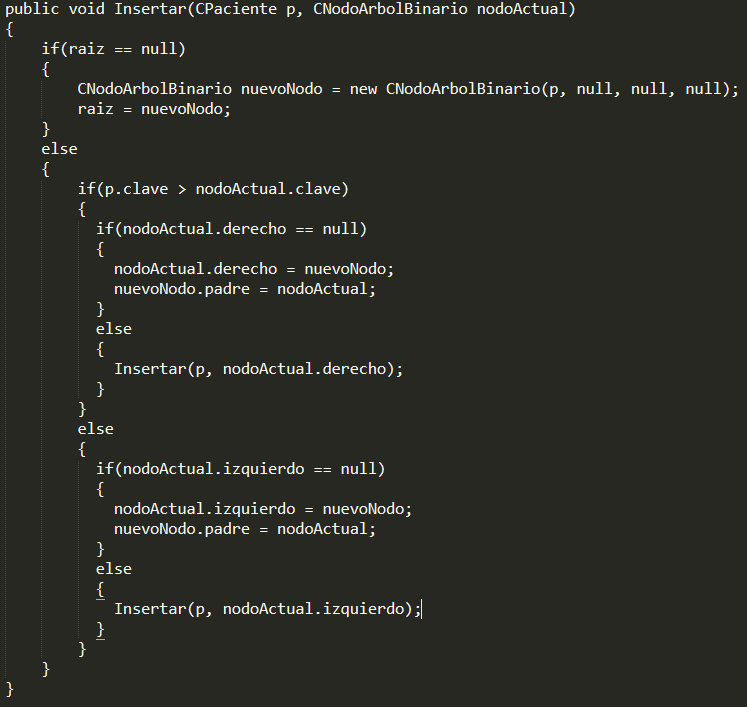 public void Insertar(CPaciente p, CNodoArbolBinario nodoActual)
{
    if(raiz == null)
    {
        CNodoArbolBinario nuevoNodo = new CNodoArbolBinario(p, null, null, null);
        raiz = nuevoNodo;
    }
    else
    {
        if(p.clave > nodoActual.clave)
        {
          if(nodoActual.derecho == null)
          {
            nodoActual.derecho = nuevoNodo;
            nuevoNodo.padre = nodoActual;
          }
          else
          {
            Insertar(p, nodoActual.derecho);
          }
        }
        else
        {
          if(nodoActual.izquierdo == null)
          {
            nodoActual.izquierdo = nuevoNodo;
            nuevoNodo.padre = nodoActual;
          }
          else
          {
            Insertar(p, nodoActual.izquierdo);
          }
        }
    }
}